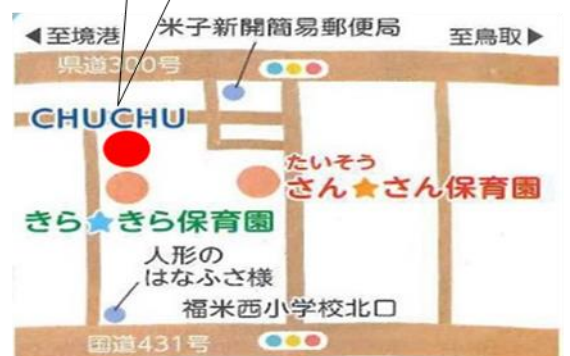 ◀至境港
米子新開簡易郵便局
至鳥取▶
県道300号
CHUCHU
たいそう
さん★さん保育園
きら★きら保育園
人形の
はなふさ様
福米西小学校北口
国道431号